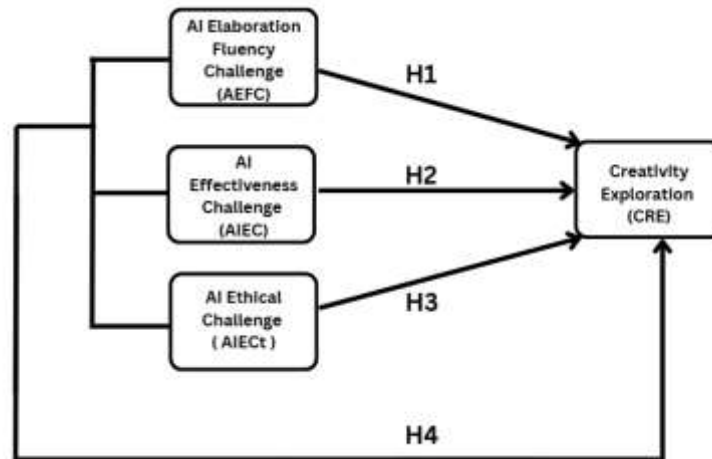 AI Elaboration
Fluency
Challenge
(AEFC)
H1
AI
Effectiveness
Challenge
(AIEC)
H2
Creativity
Exploration
(CRE)
AI Ethical
Challenge
( AIECt )
H3
H4